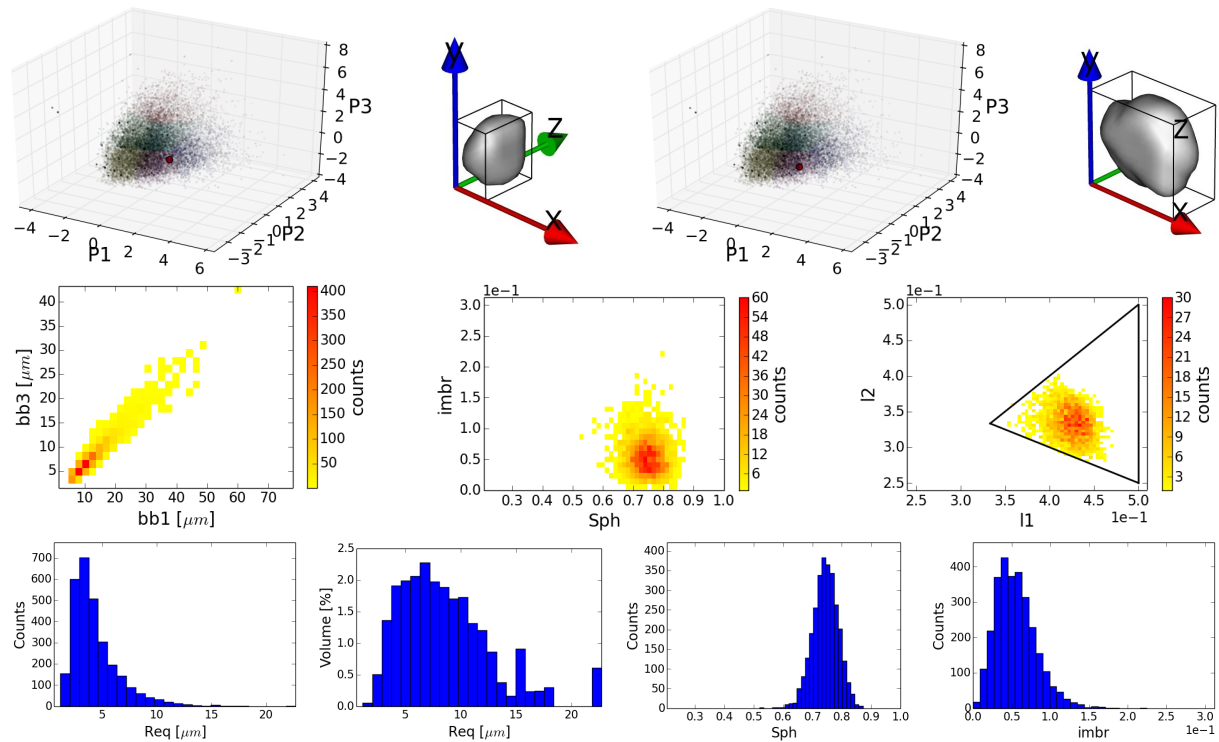 8
6
4
2
0
−2
−4
P3
−4
−2
0
2
4
6
P1
−3
−2
−1
0
1
2
3
4
P2
y
Z
X
8
6
4
2
0
−2
−4
P3
−4
−2
0
2
4
6
P1
−3
−2
−1
0
1
2
3
4
P2
y
Z
X
40
35
30
25
20
15
10
5
bb3 [μm]
10 20 30 40 50 60 70
bb1 [μm]
400
350
300
250
200
150
100
50
counts
1e−1
3.0
2.5
2.0
1.5
1.0
0.5
0.0
imbr
0.3 0.4 0.5 0.6 0.7 0.8 0.9 1.0
Sph
60
54
48
42
36
30
24
18
12
6
counts
1e−1
5.0
4.5
4.0
3.5
3.0
2.5
l2
2.5 3.0 3.5 4.0 4.5 5.0
1e−1
l1
30
27
24
21
18
15
12
9
6
3
counts
700
600
500
400
300
200
100
0
Counts
5 10 15 20
Req [μm]
2.5
2.0
1.5
1.0
0.5
0.0
Volume [%]
5 10 15 20
Req [μm]
400
350
300
250
200
150
100
50
0
Counts
0.3 0.4 0.5 0.6 0.7 0.8 0.9 1.0
Sph
400
300
200
100
0
Counts
0.0 0.5 1.0 1.5 2.0 2.5 3.0
1e−1
imbr